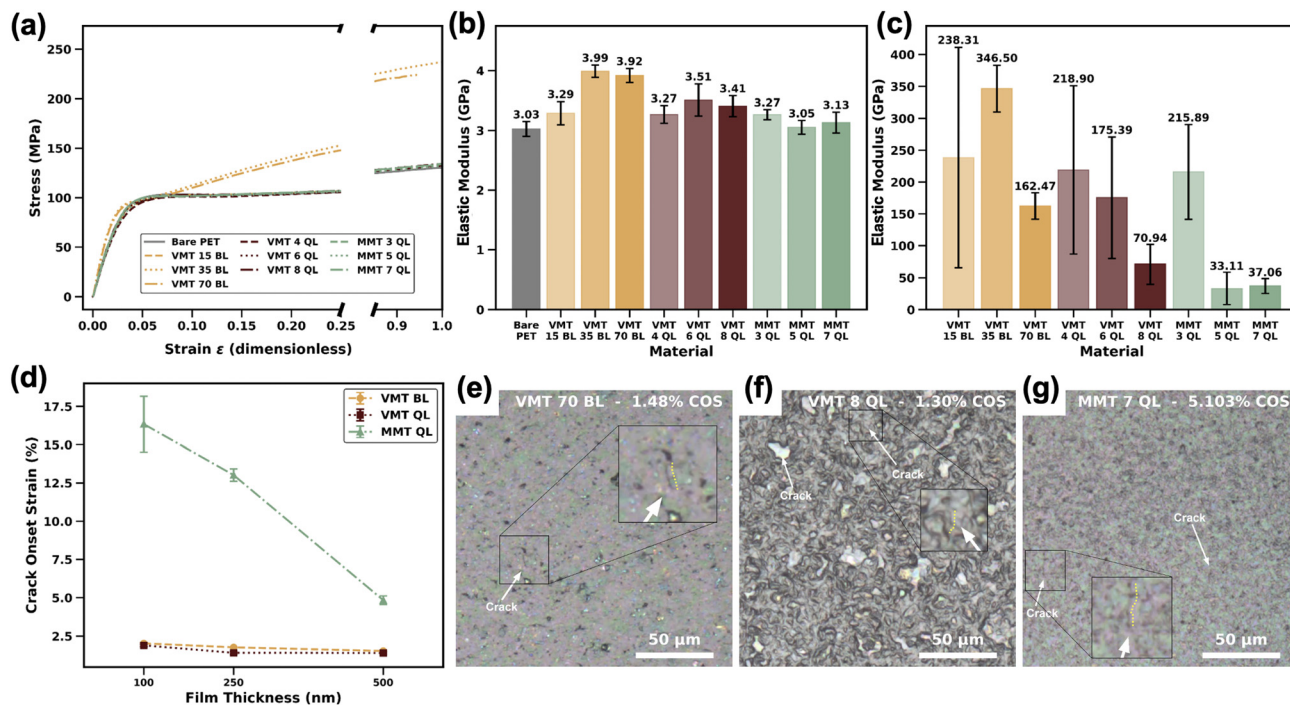 (a)
Stress (MPa)
250
200
150
100
50
0
0.00
0.05
0.10
0.15
0.20
0.25
0.9
1.0
Strain ε (dimensionless)
Bare PET
VMT 15 BL
VMT 35 BL
VMT 70 BL
VMT 4 QL
VMT 6 QL
VMT 8 QL
MMT 3 QL
MMT 5 QL
MMT 7 QL
(b)
Elastic Modulus (GPa)
4
3
2
1
0
3.03
3.29
3.99
3.92
3.27
3.51
3.41
3.27
3.05
3.13
Bare PET
VMT 15 BL
VMT 35 BL
VMT 70 BL
VMT 4 QL
VMT 6 QL
VMT 8 QL
MMT 3 QL
MMT 5 QL
MMT 7 QL
Material
(c)
Elastic Modulus (GPa)
400
350
300
250
200
150
100
50
0
238.31
346.50
162.47
218.90
175.39
70.94
215.89
33.11
37.06
VMT 15 BL
VMT 35 BL
VMT 70 BL
VMT 4 QL
VMT 6 QL
VMT 8 QL
MMT 3 QL
MMT 5 QL
MMT 7 QL
Material
(d)
Crack Onset Strain (%)
17.5
15.0
12.5
10.0
7.5
5.0
2.5
100
250
500
Film Thickness (nm)
VMT BL
VMT QL
MMT QL
(e)
VMT 70 BL - 1.48% COS
Crack
50 µm
(f)
VMT 8 QL - 1.30% COS
Crack
Crack
50 µm
(g)
MMT 7 QL - 5.103% COS
Crack
Crack
50 µm